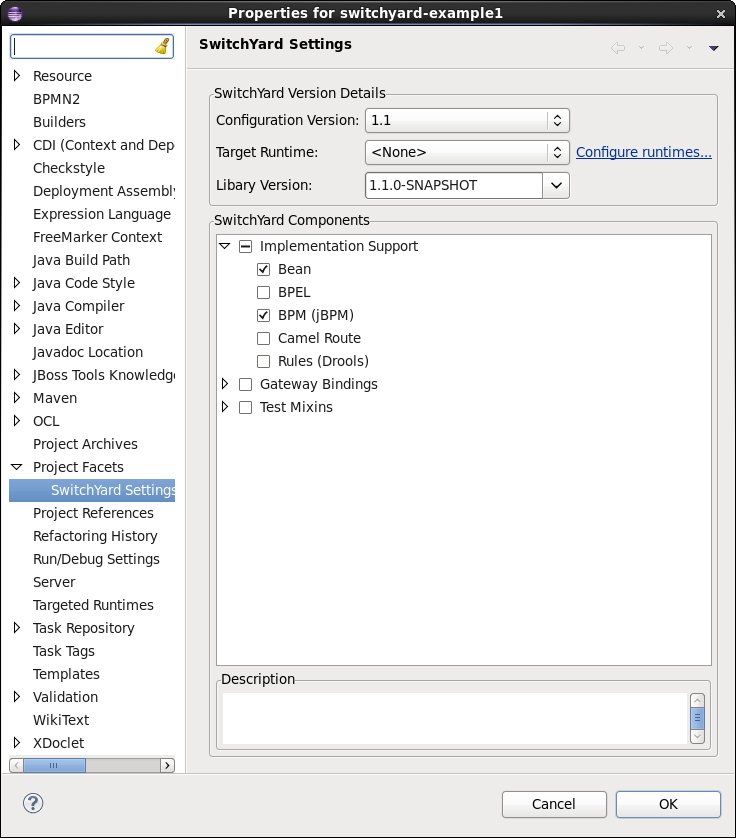 Properties for switchyard-example1
SwitchYard Settings
Resource
BPMN2
Builders
CDI (Context and Dep
Checkstyle
Deployment Assembly
Expression Language
FreeMarker Context
Java Build Path
Java Code Style
Java Compiler
Java Editor
Javadoc Location
JBoss Tools Knowledge
Maven
OCL
Project Archives
Project Facets
SwitchYard Settings
Project References
Refactoring History
Run/Debug Settings
Server
Targeted Runtimes
Task Repository
Task Tags
Templates
Validation
WikiText
XDoclet
SwitchYard Version Details
Configuration Version: 1.1
Target Runtime: <None> Configure runtimes...
Libary Version: 1.1.0-SNAPSHOT
SwitchYard Components
Implementation Support
Bean
BPEL
BPM (jBPM)
Camel Route
Rules (Drools)
Gateway Bindings
Test Mixins
Description
? Cancel OK